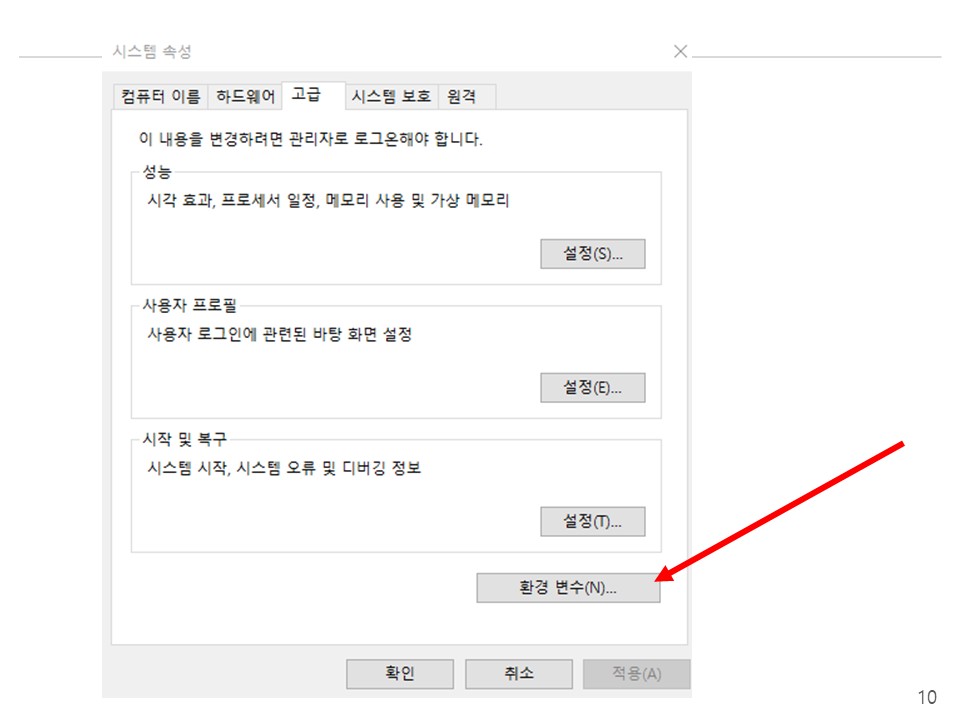 시스템 속성
컴퓨터 이름 하드웨어 고급 시스템 보호 원격
이 내용을 변경하려면 관리자로 로그온해야 합니다.
성능
시각 효과, 프로세서 일정, 메모리 사용 및 가상 메모리
설정(S)...
사용자 프로필
사용자 로그인에 관련된 바탕 화면 설정
설정(E)...
시작 및 복구
시스템 시작, 시스템 오류 및 디버깅 정보
설정(T)...
환경 변수(N)...
확인 취소 적용(A)
10